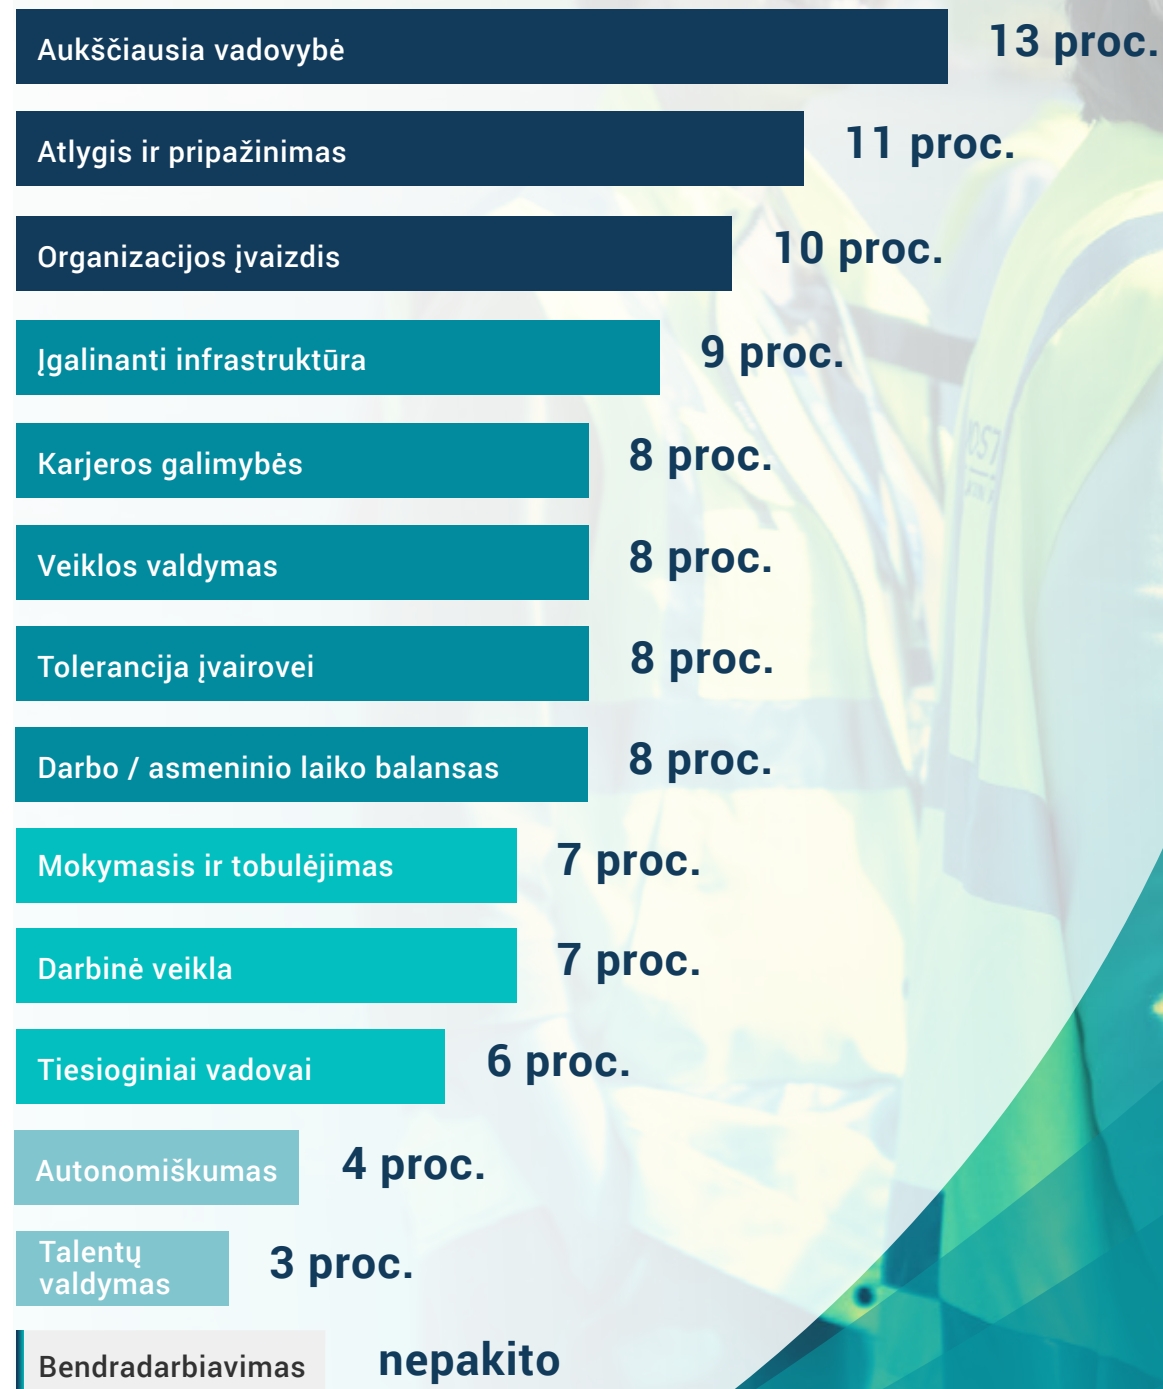 Aukščiausia vadovybė 13 proc.
Atlygis ir pripažinimas 11 proc.
Organizacijos įvaizdis 10 proc.
Įgalinanti infrastruktūra 9 proc.
Karjeros galimybės 8 proc.
Veiklos valdymas 8 proc.
Tolerancija įvairovei 8 proc.
Darbo / asmeninio laiko balansas 8 proc.
Mokymasis ir tobulėjimas 7 proc.
Darbinė veikla 7 proc.
Tiesioginiai vadovai 6 proc.
Autonomiškumas 4 proc.
Talentų
valdymas 3 proc.
Bendradarbiavimas nepakito